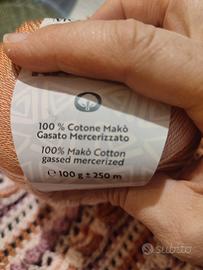 100 % Cotone Makò
Gasato Mercerizzato
100% Makò Cotton
gassed mercerized
℮ 100 g ± 250 m
subito